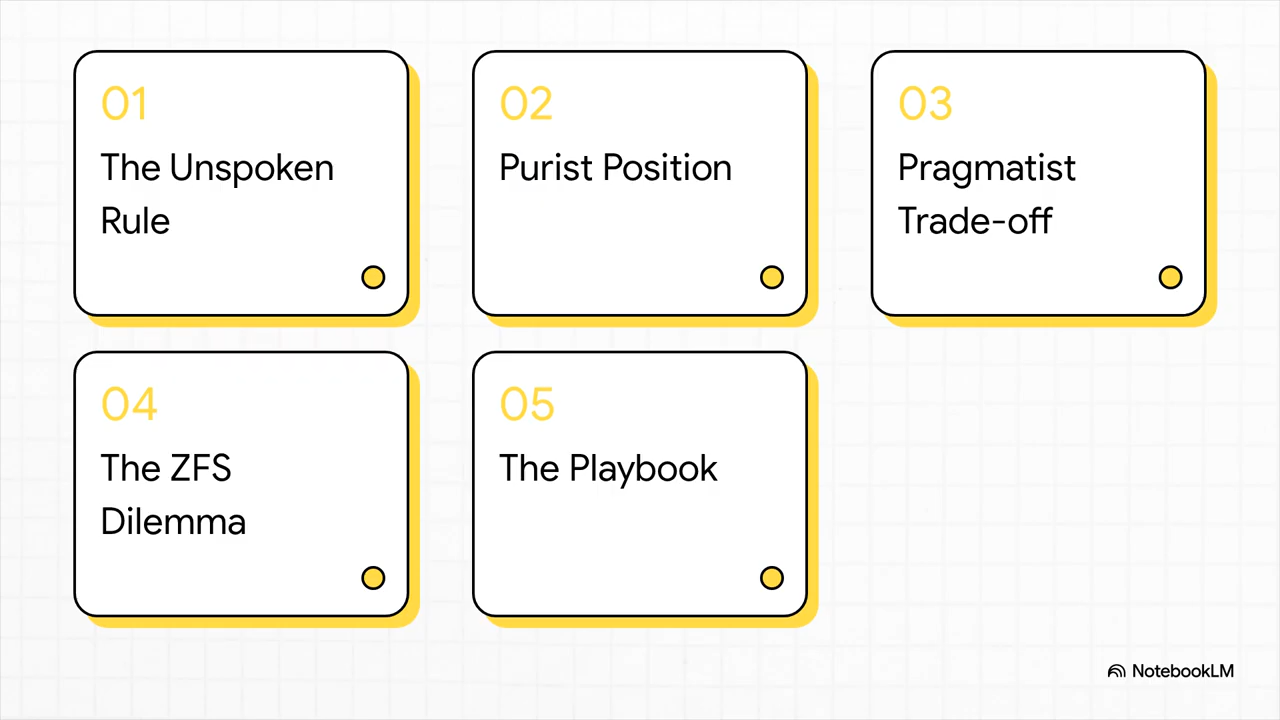 01
The Unspoken
Rule
02
Purist Position
03
Pragmatist
Trade-off
04
The ZFS
Dilemma
05
The Playbook
NotebookLM